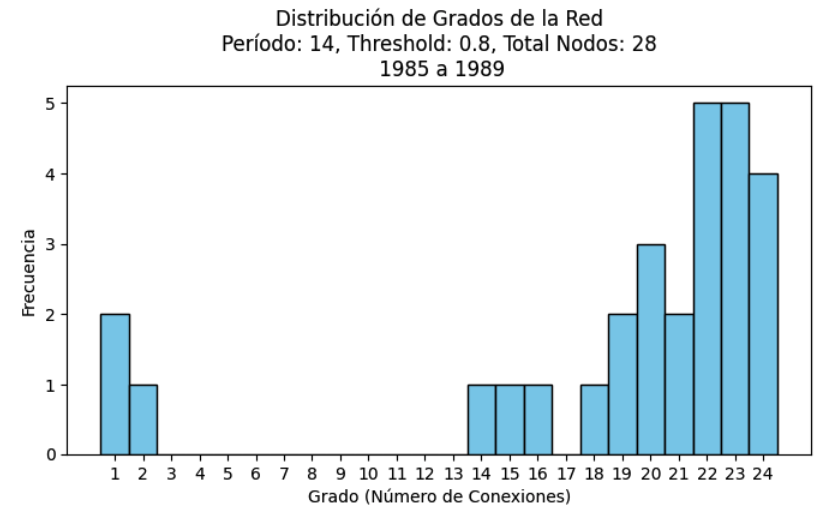 Distribución de Grados de la Red
Período: 14, Threshold: 0.8, Total Nodos: 28
1985 a 1989
Frecuencia
5
4
3
2
1
0
1 2 3 4 5 6 7 8 9 10 11 12 13 14 15 16 17 18 19 20 21 22 23 24
Grado (Número de Conexiones)